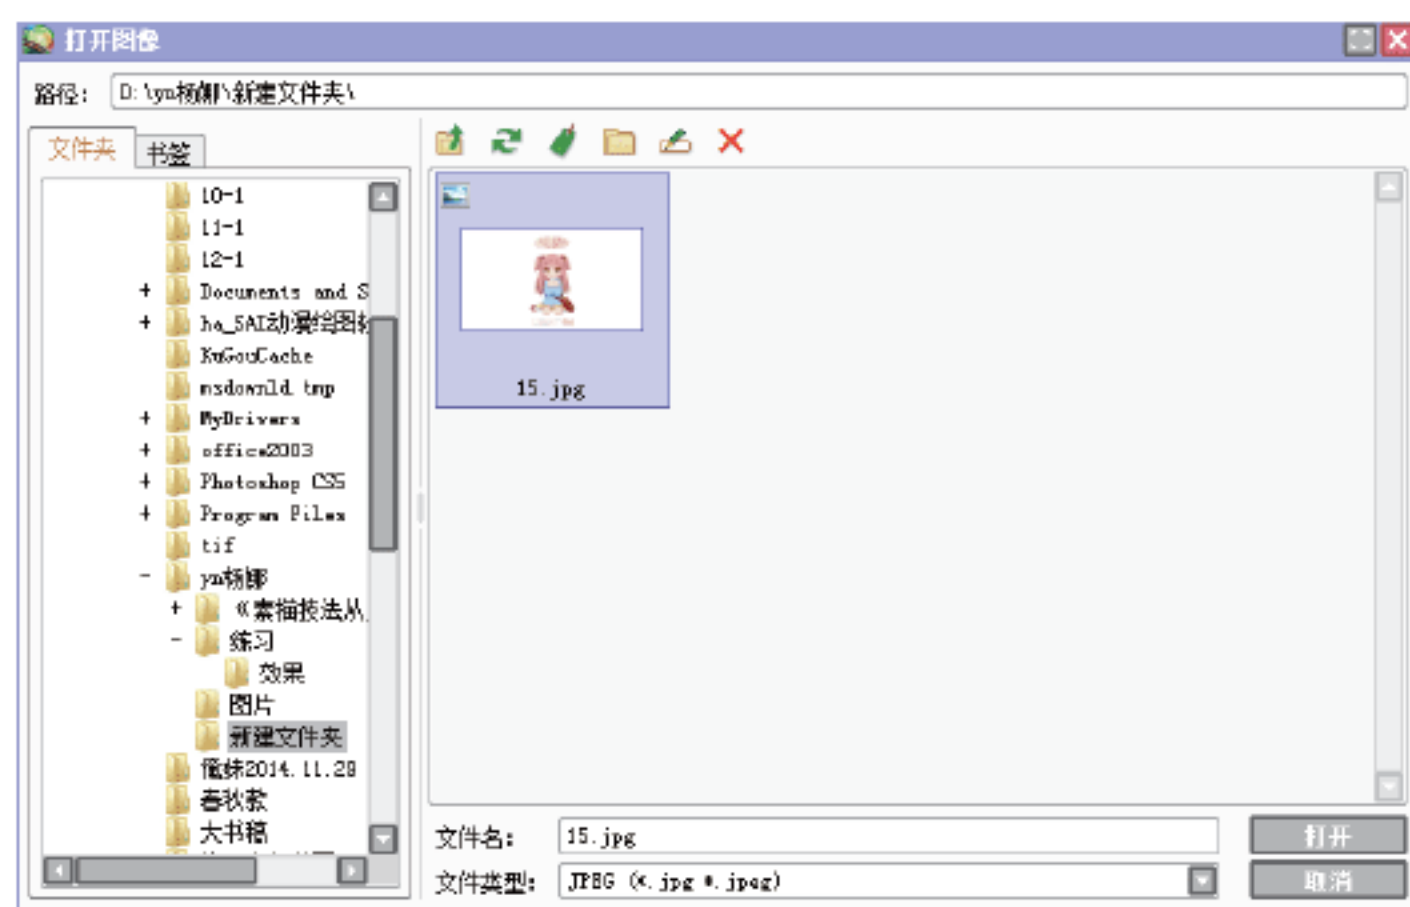 打开图像
路径: D:\yn杨娜\新建文件夹\
文件夹 书签
10-1
11-1
12-1
+ Documents and S
+ ha_SAI动漫绘图
KuGouCache
msdownld.tmp
+ MyDrivers
+ office2003
+ Photoshop CS5
+ Program Files
tif
- yn杨娜
+ 《素描技法从
- 练习
效果
图片
新建文件夹
2014.11.28
春秋款
大书稿
15.jpg
文件名: 15.jpg
打开
文件类型: JPEG (*.jpg *.jpeg)
取消